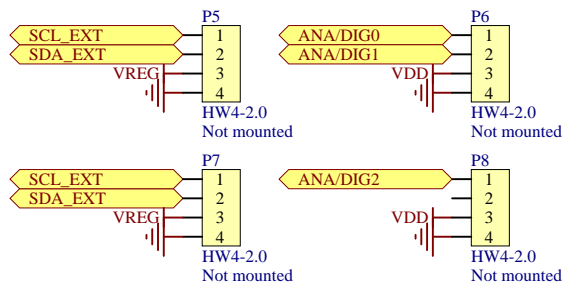 P5
SCL_EXT 1
SDA_EXT 2
VREG 3
4
HW4-2.0
Not mounted
P6
ANA/DIG0 1
ANA/DIG1 2
VDD 3
4
HW4-2.0
Not mounted
P7
SCL_EXT 1
SDA_EXT 2
VREG 3
4
HW4-2.0
Not mounted
P8
ANA/DIG2 1
2
VDD 3
4
HW4-2.0
Not mounted